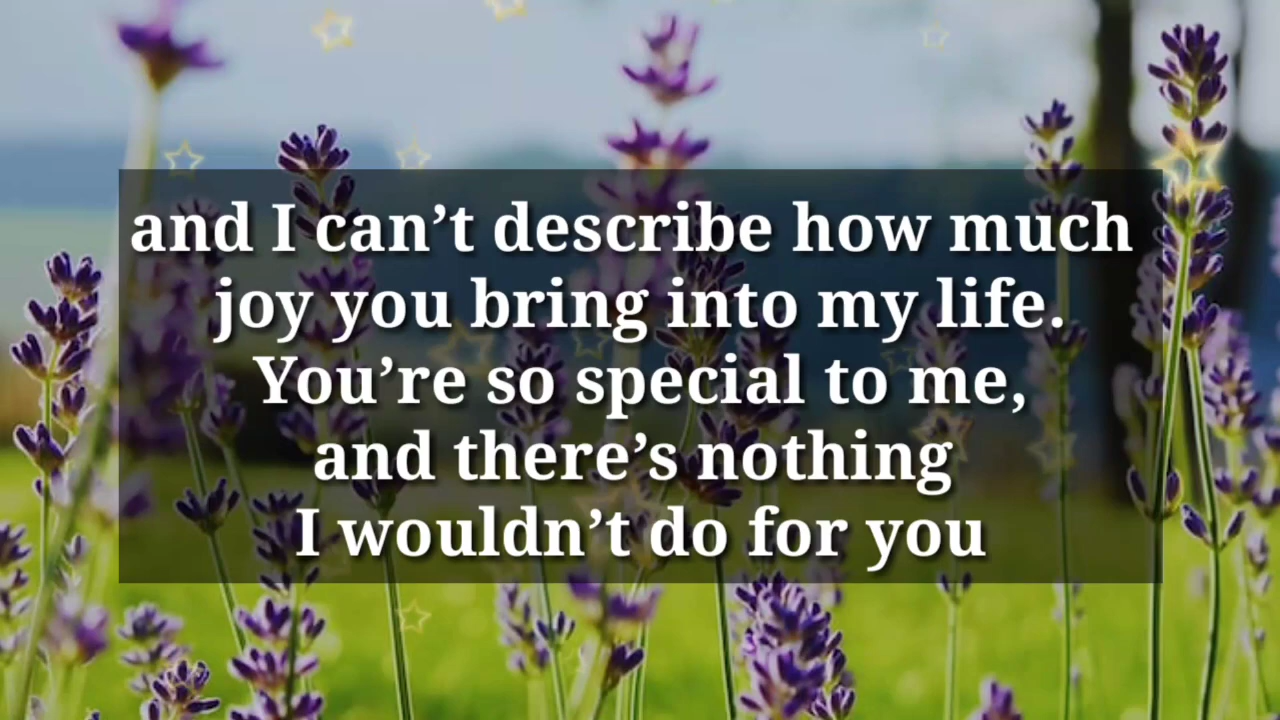 and I can’t describe how much
joy you bring into my life.
You’re so special to me,
and there’s nothing
I wouldn’t do for you